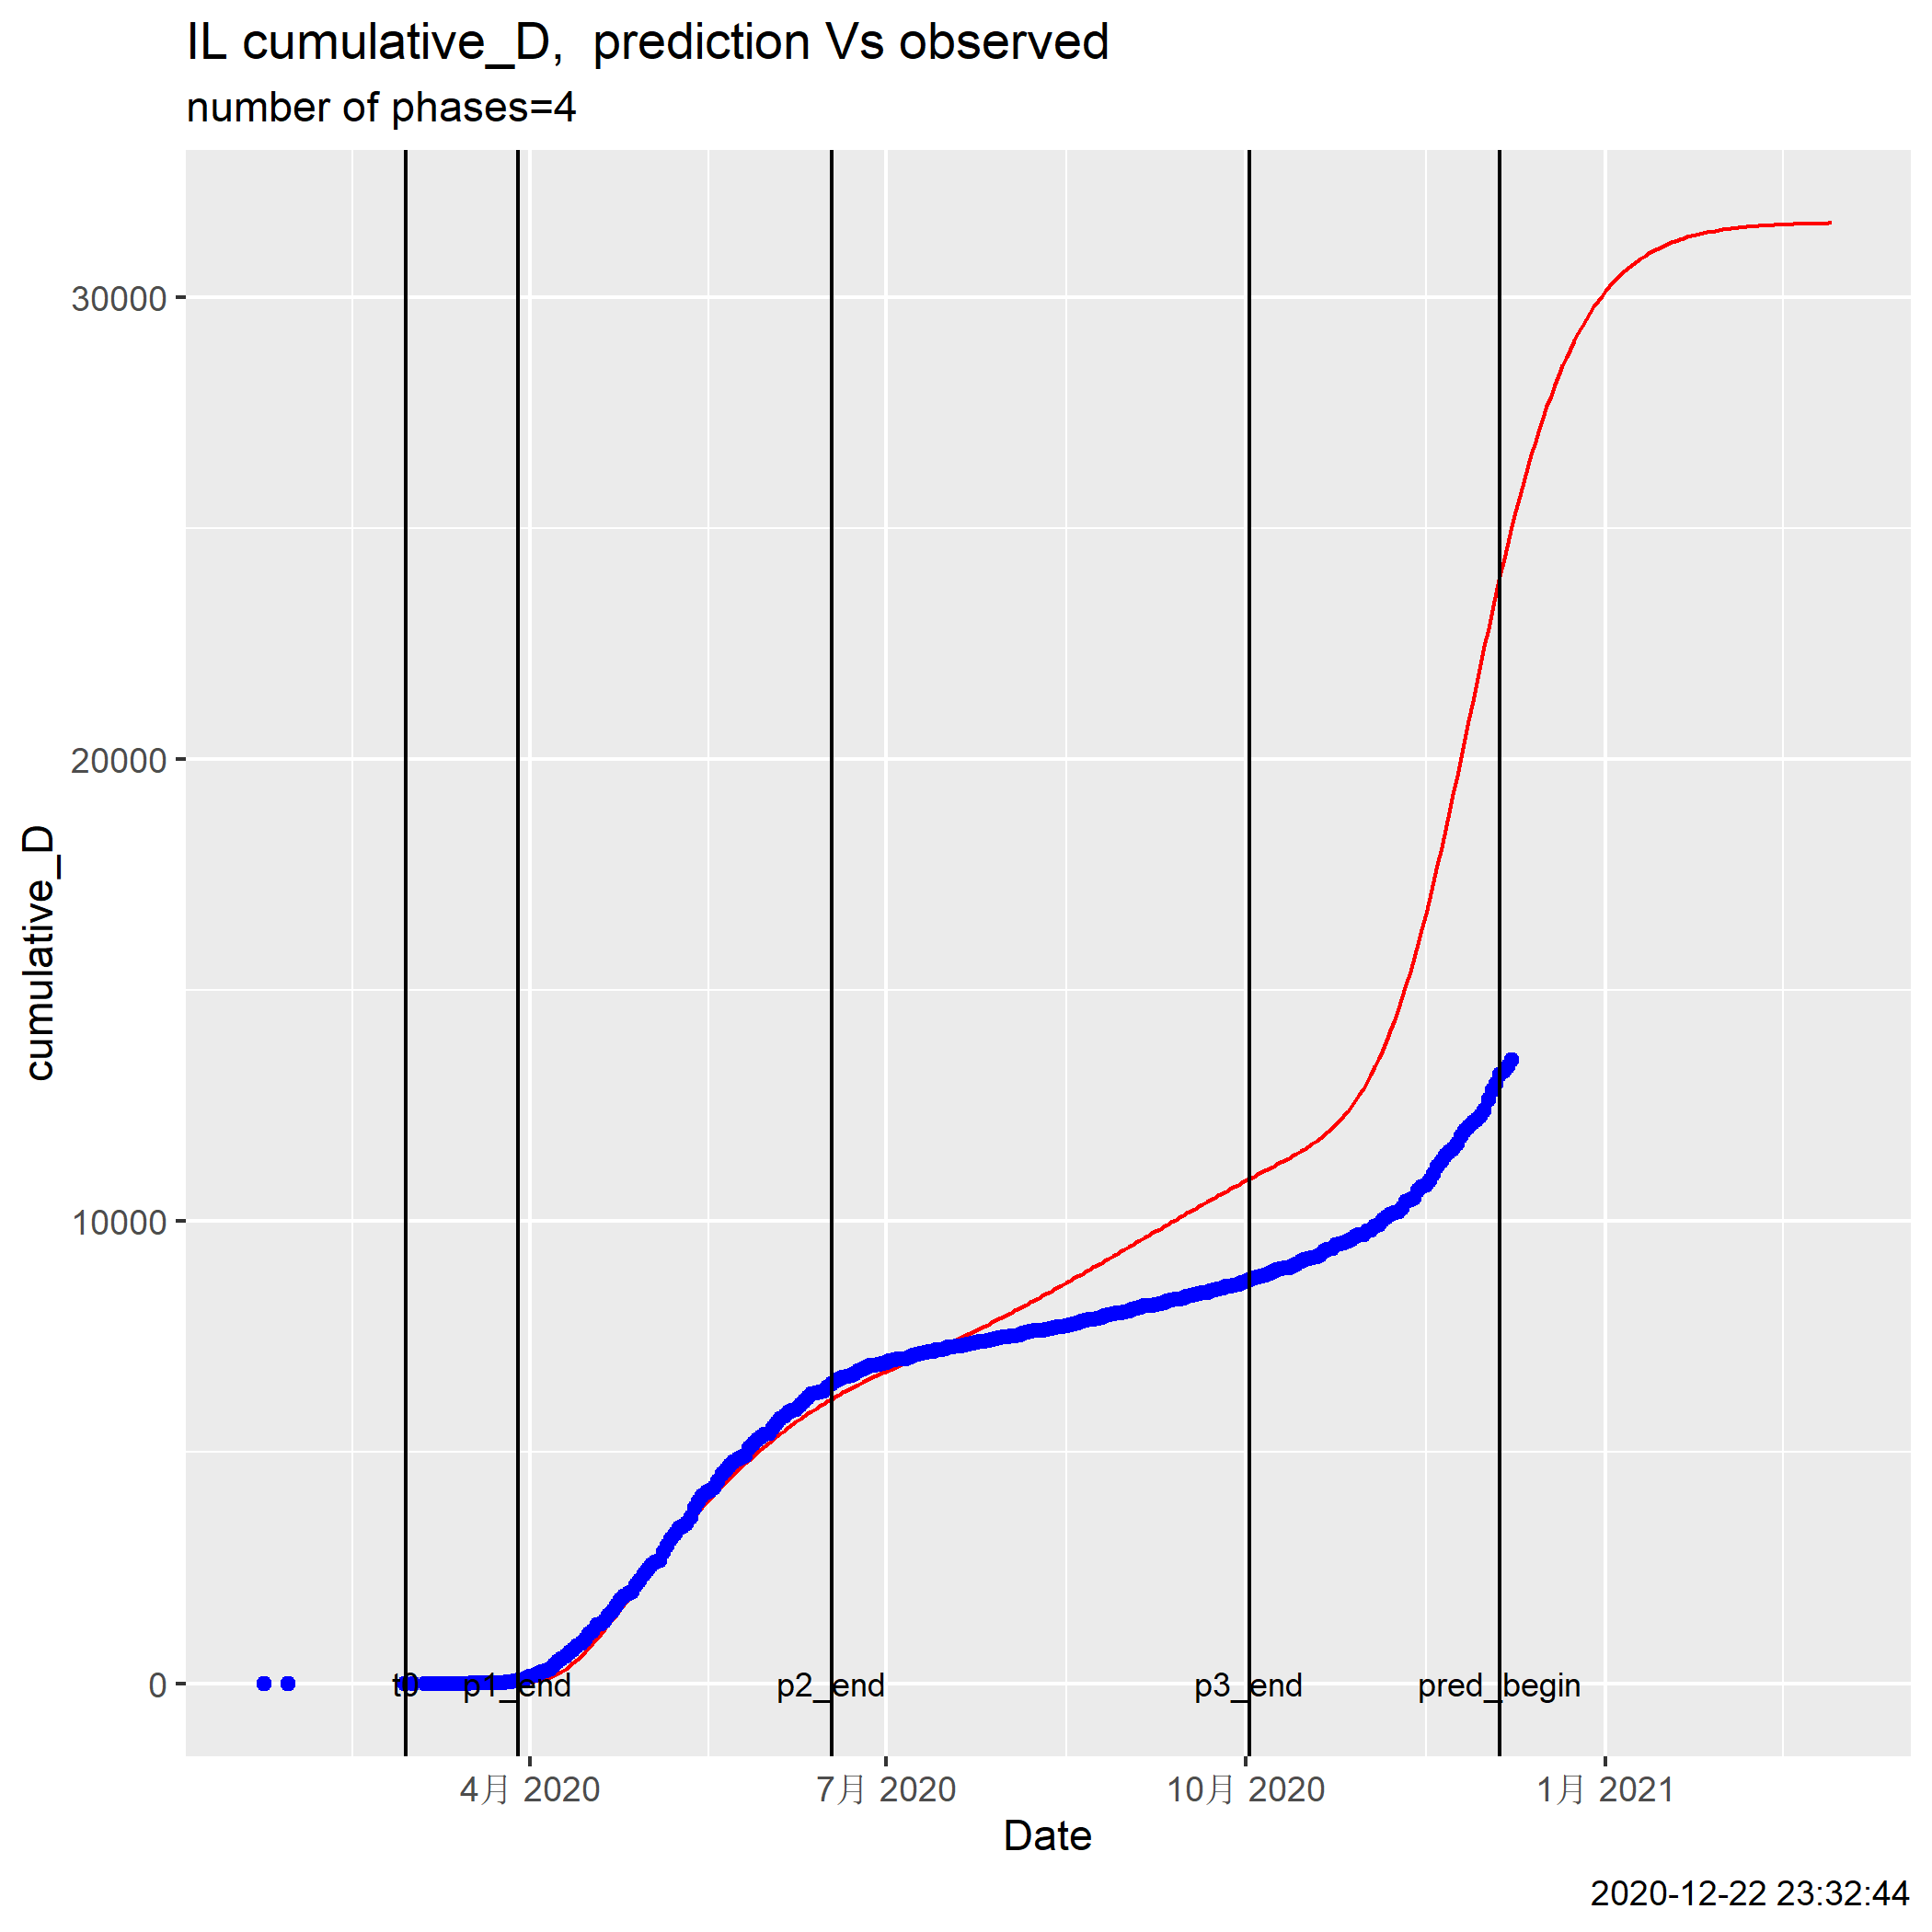 IL cumulative_D,  prediction Vs observed
number of phases=4
30000
20000
10000
0
cumulative_D
t0
p1_end
p2_end
p3_end
pred_begin
4月 2020
7月 2020
10月 2020
1月 2021
Date
2020-12-22 23:32:44